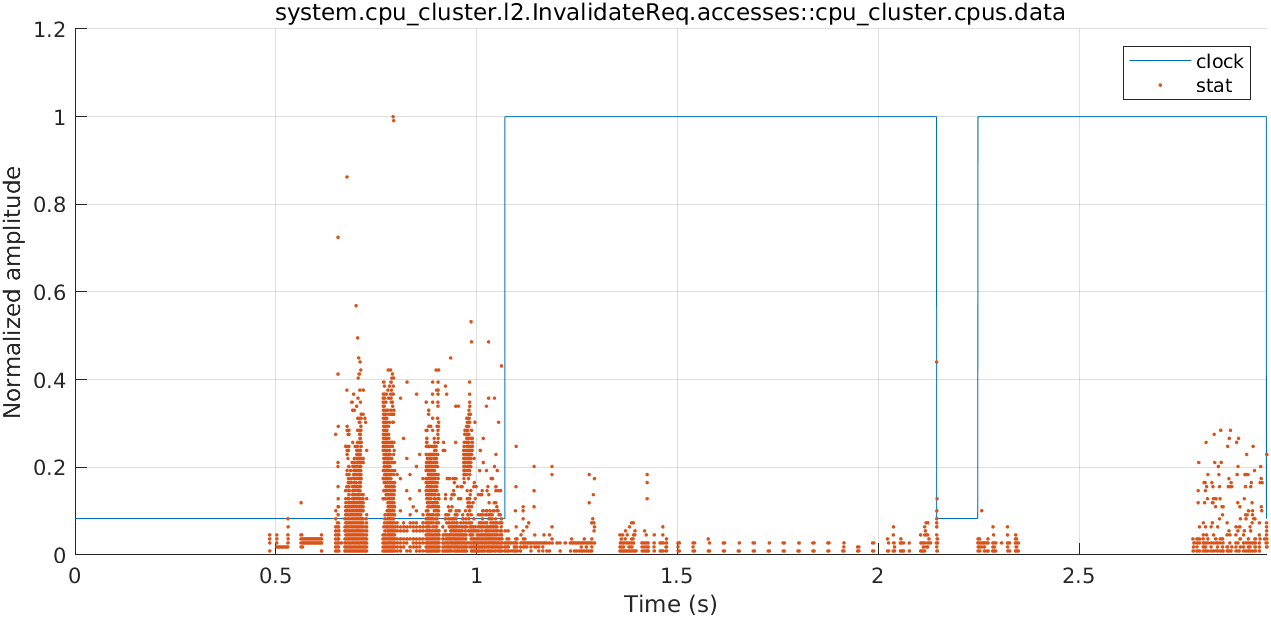 system.cpu_cluster.l2.InvalidateReq.accesses::cpu_cluster.cpus.data
1.2
1
0.8
0.6
0.4
0.2
0
Normalized amplitude
clock
stat
0 0.5 1 1.5 2 2.5
Time (s)